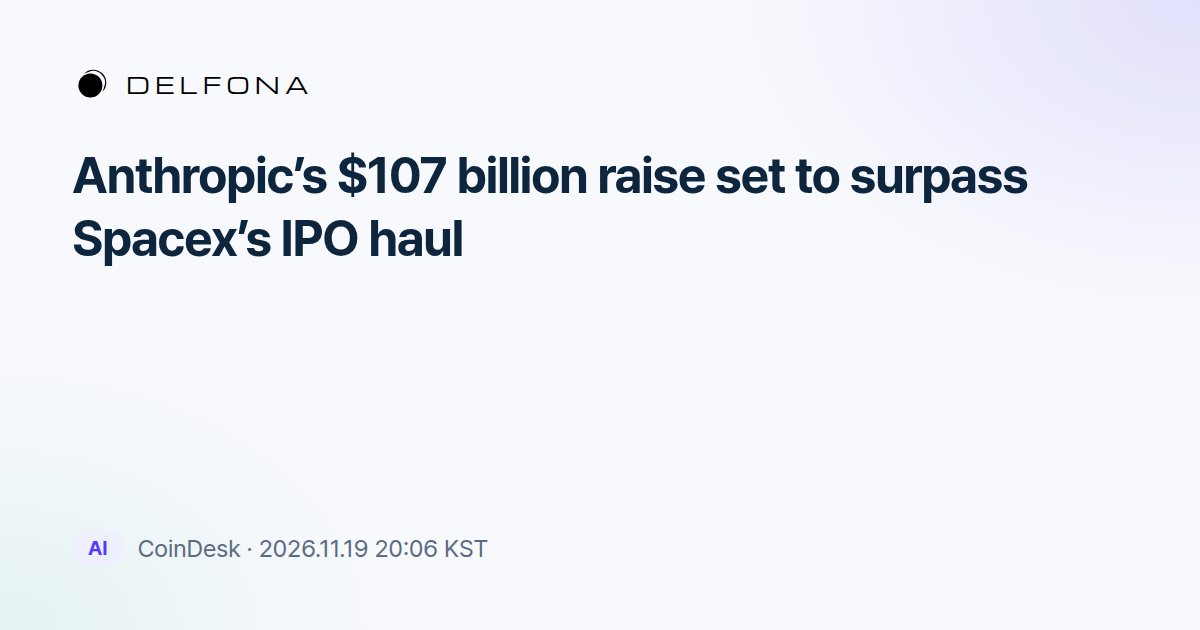 DELFONA
Anthropic’s $107 billion raise set to surpass
Spacex’s IPO haul
AI CoinDesk · 2026.11.19 20:06 KST